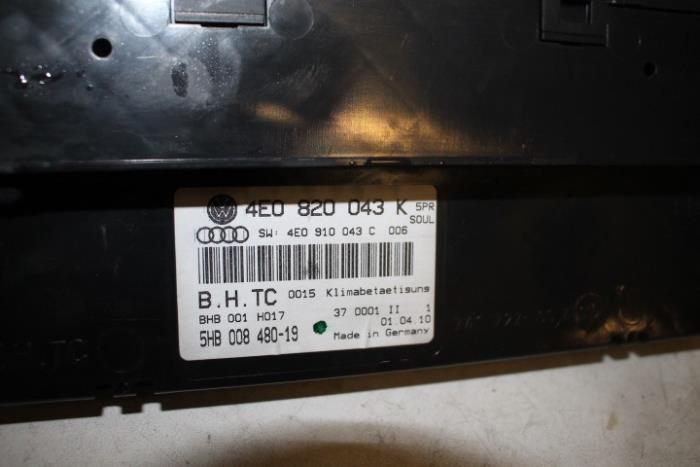 4E0 820 043 K 5PR
SOUL
SW: 4E0 910 043 C 006
B.H.TC 0015 Klimabetaetigung
BHB 001 H017 37 0001 II 1
01.04.10
5HB 008 480-19 Made in Germany